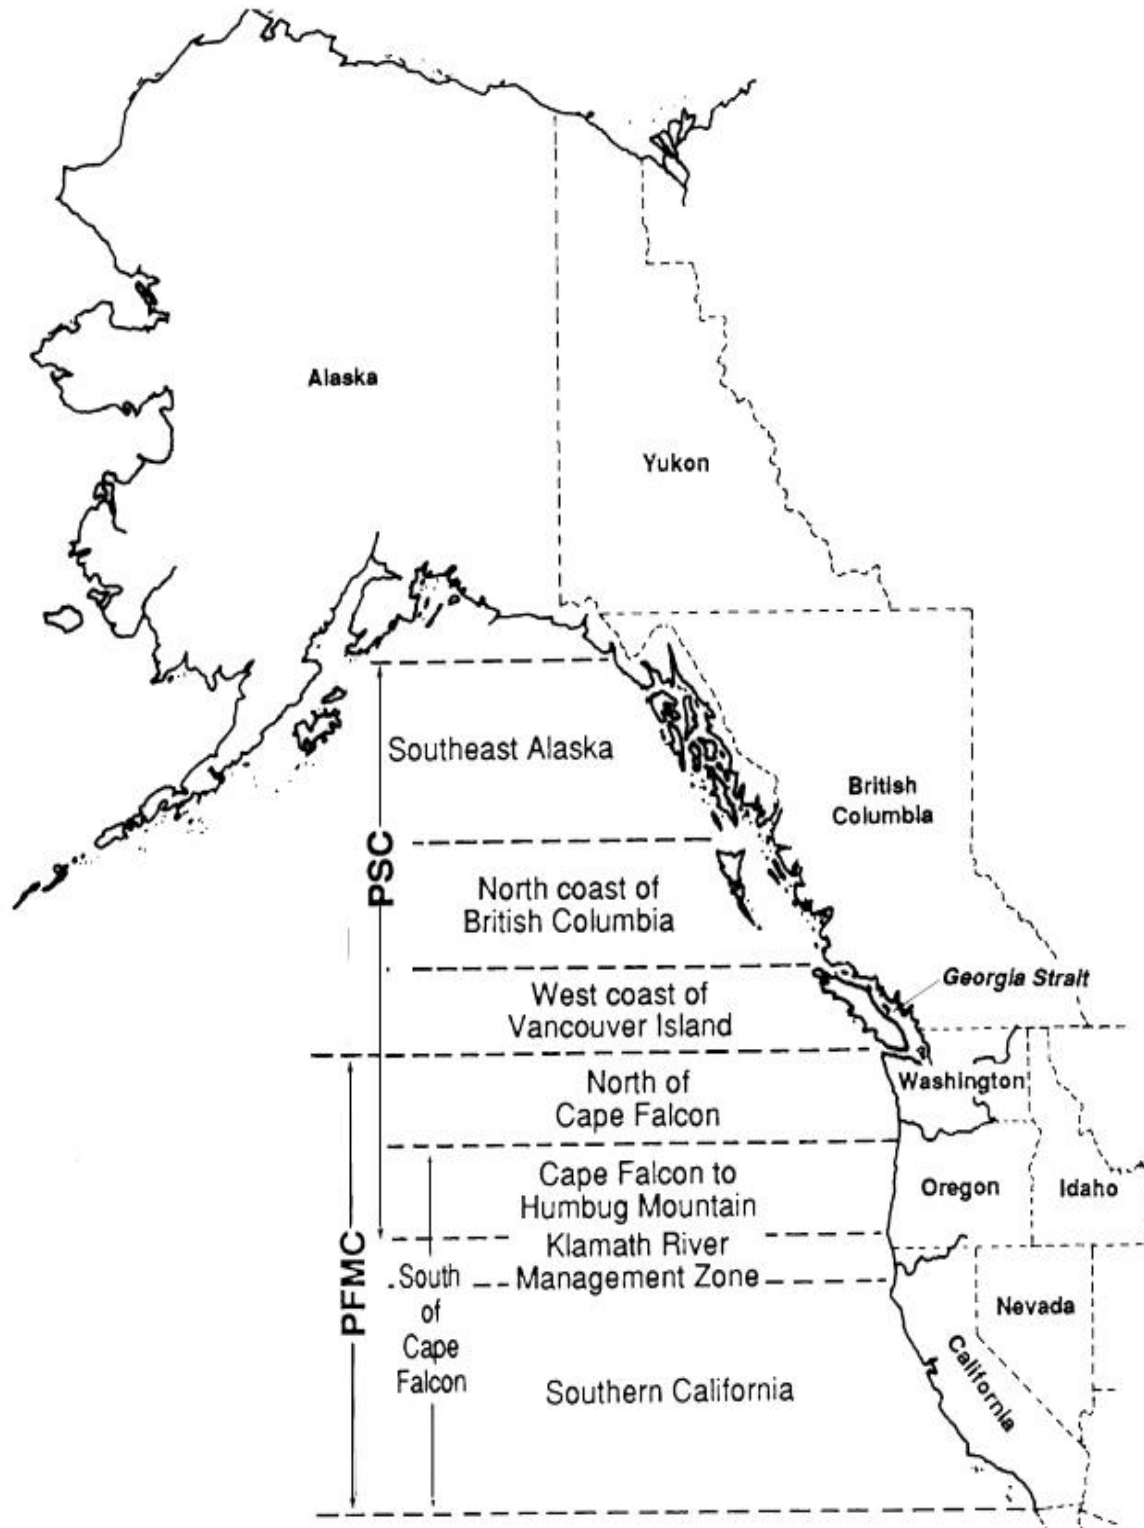 Alaska
Yukon
Southeast Alaska
British
Columbia
PSC
North coast of
British Columbia
Georgia Strait
West coast of
Vancouver Island
North of
Cape Falcon
Washington
Cape Falcon to
Humbug Mountain
Oregon
Idaho
Klamath River
Management Zone
PFMC
South
of
Cape
Falcon
Nevada
California
Southern California